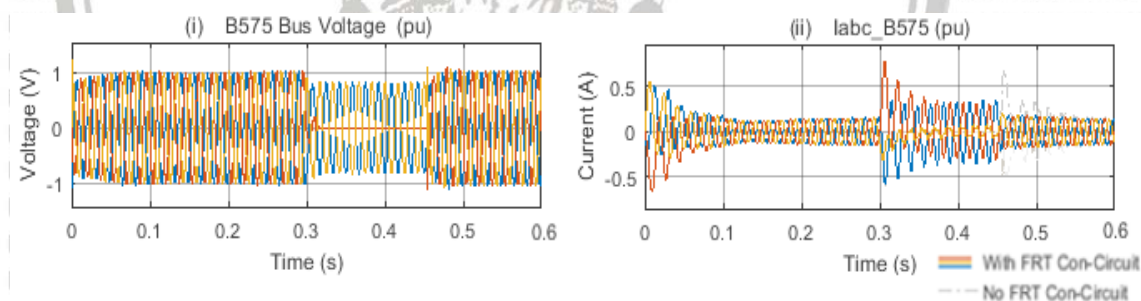 (i) B575 Bus Voltage (pu)
Voltage (V)
1
0
-1
0 0.1 0.2 0.3 0.4 0.5 0.6
Time (s)
(ii) Iabc_B575 (pu)
Current (A)
0.5
0
-0.5
0 0.1 0.2 0.3 0.4 0.5 0.6
Time (s)
With FRT Con-Circuit
No FRT Con-Circuit